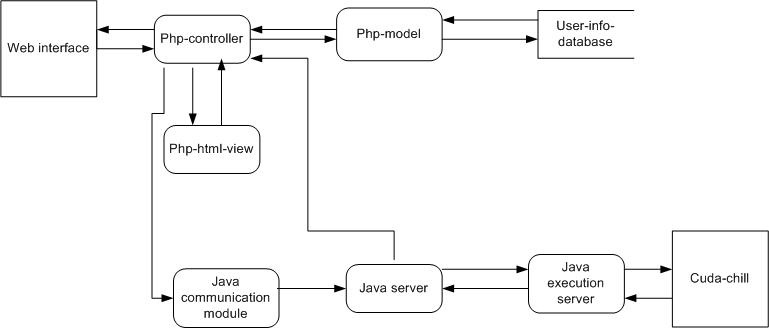 Web interface
Php-controller
Php-model
User-info-
database
Php-html-view
Java
communication
module
Java server
Java
execution
server
Cuda-chill